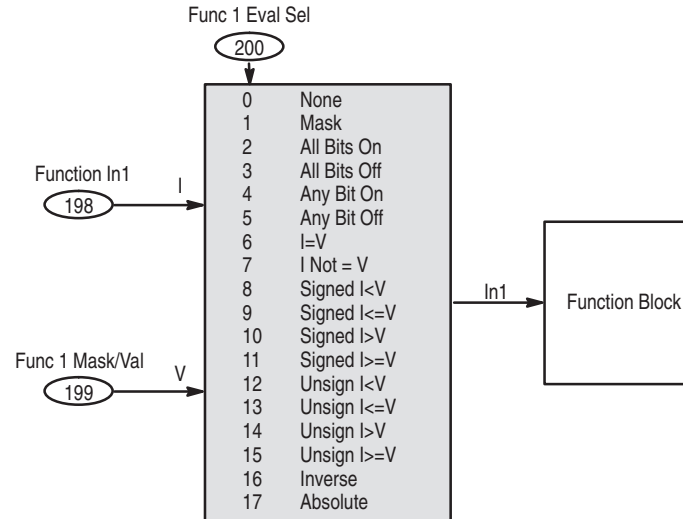 Func 1 Eval Sel
200
0 None
1 Mask
2 All Bits On
3 All Bits Off
4 Any Bit On
5 Any Bit Off
6 I=V
7 I Not = V
8 Signed I<V
9 Signed I<=V
10 Signed I>V
11 Signed I>=V
12 Unsign I<V
13 Unsign I<=V
14 Unsign I>V
15 Unsign I>=V
16 Inverse
17 Absolute
Function In1
198
I
Func 1 Mask/Val
199
V
In1
Function Block